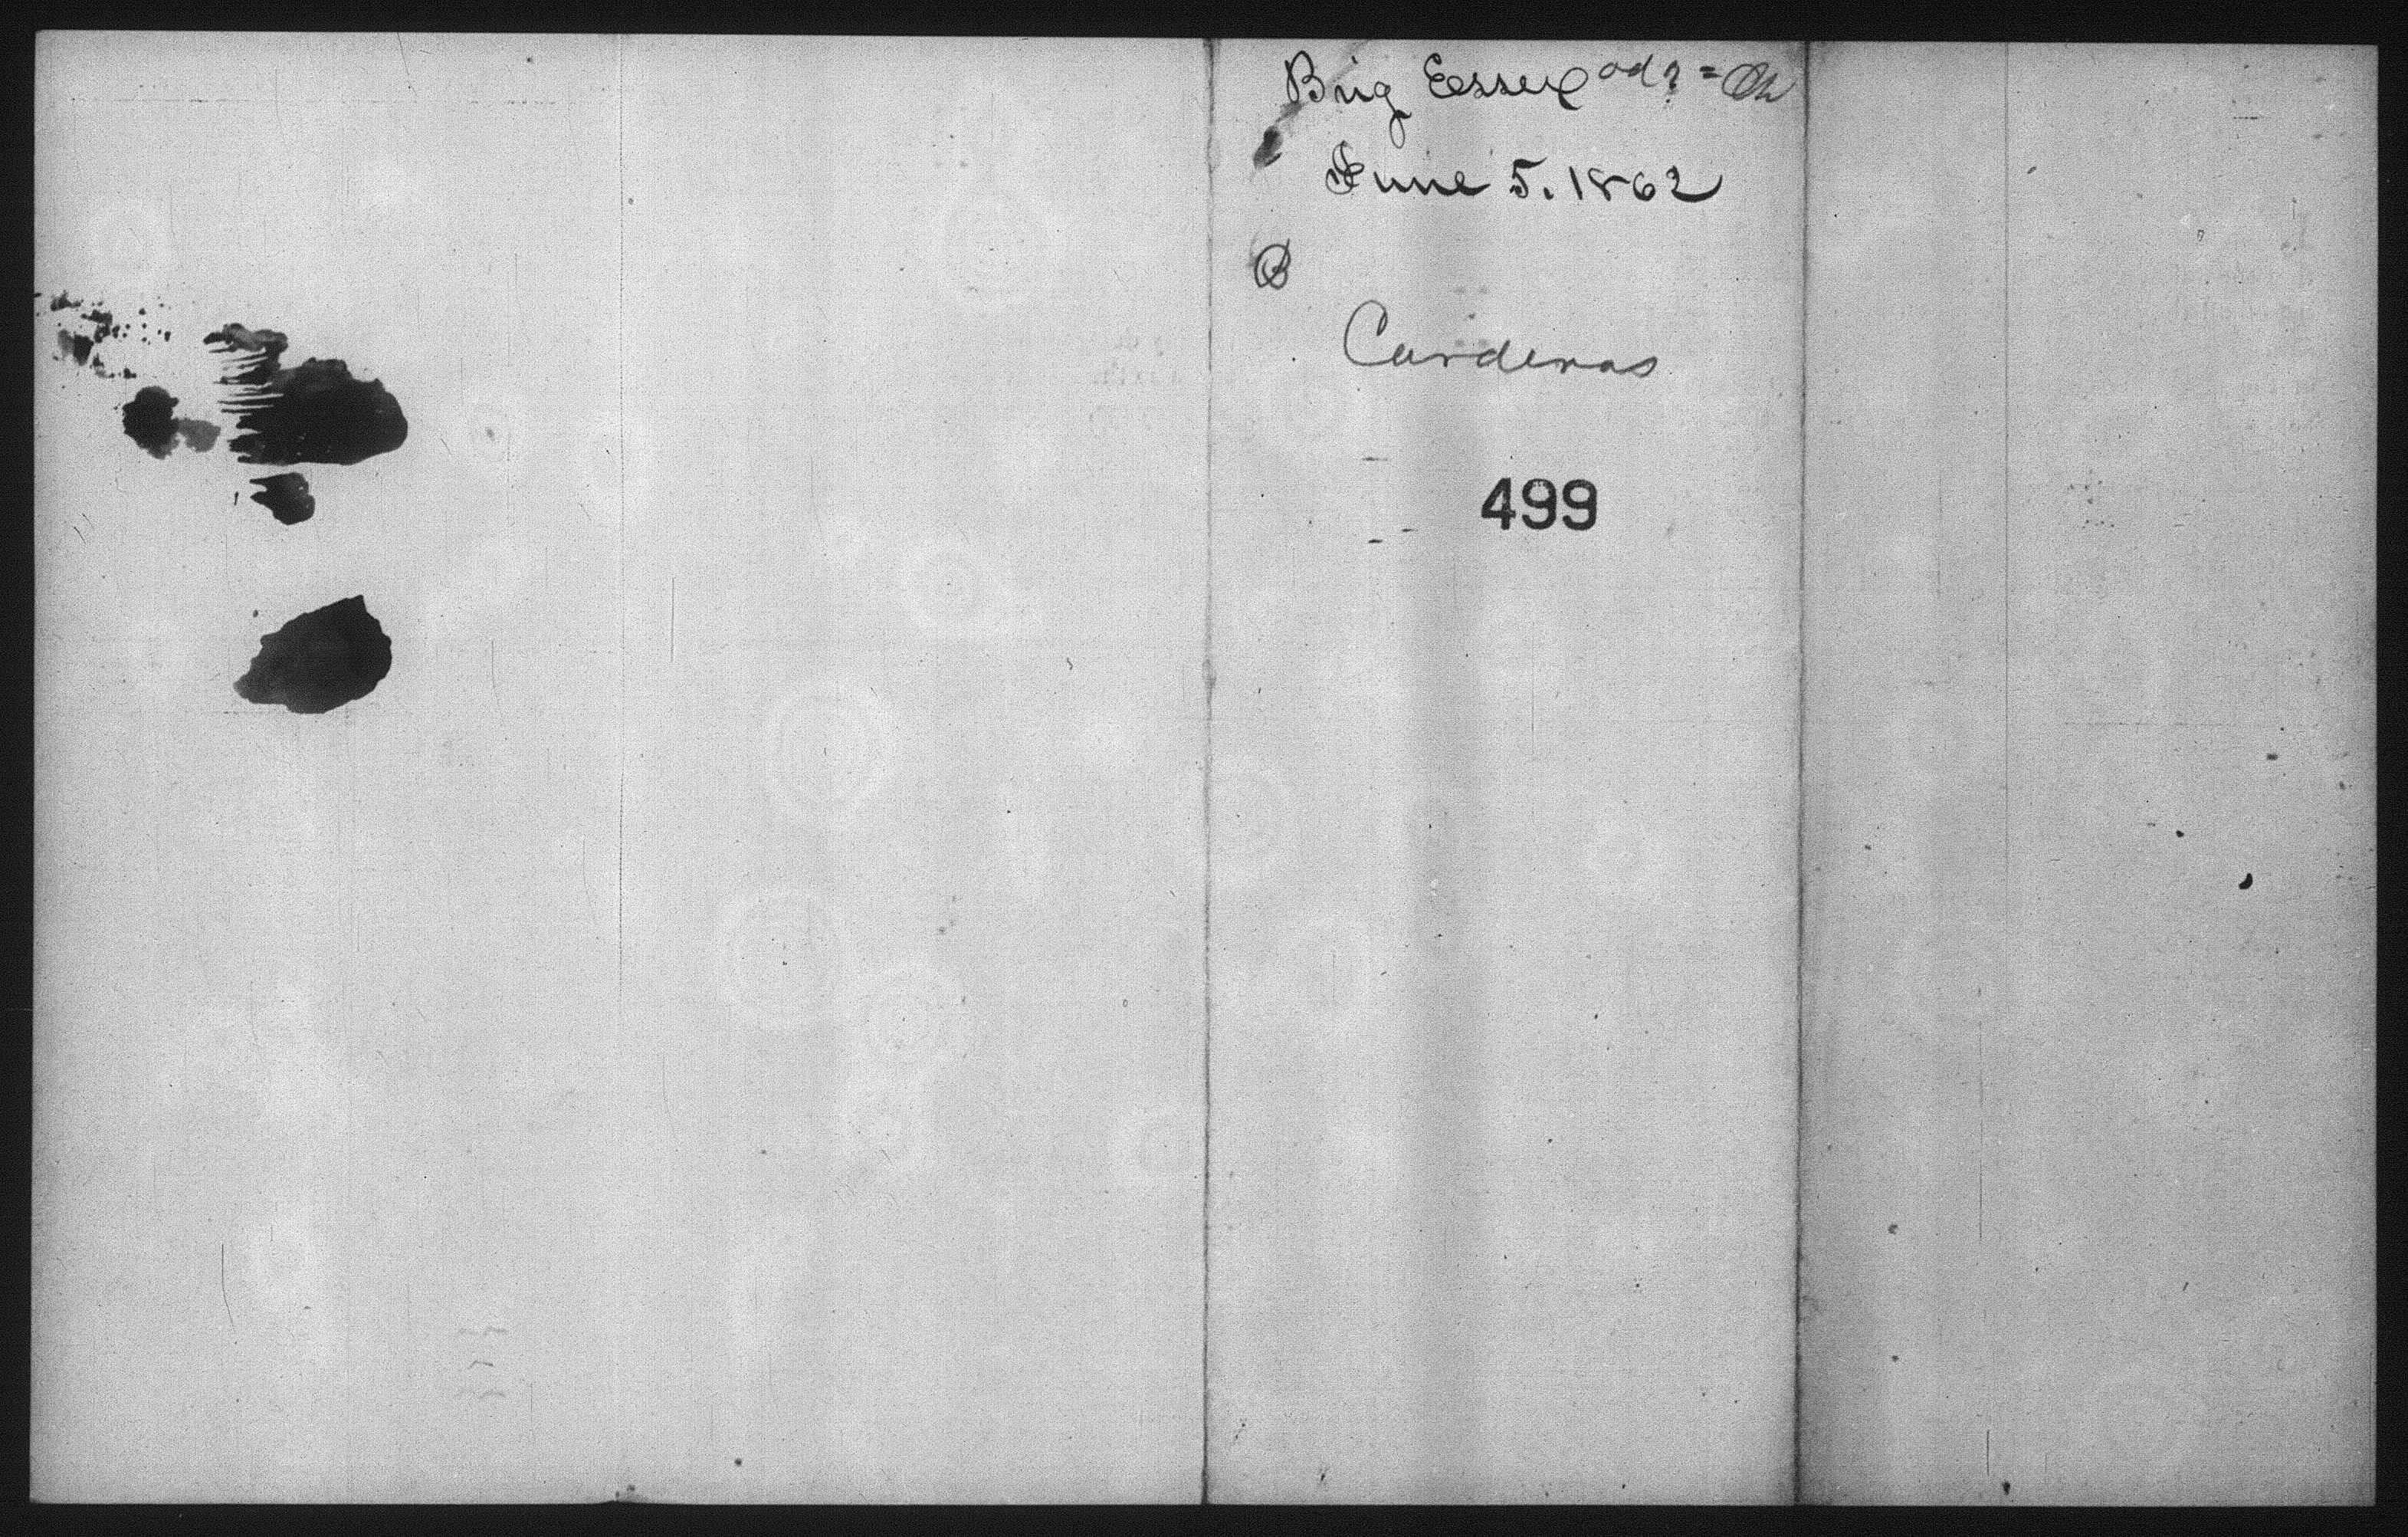 Brig Essex
June 5. 1862
B
Cardenas
499